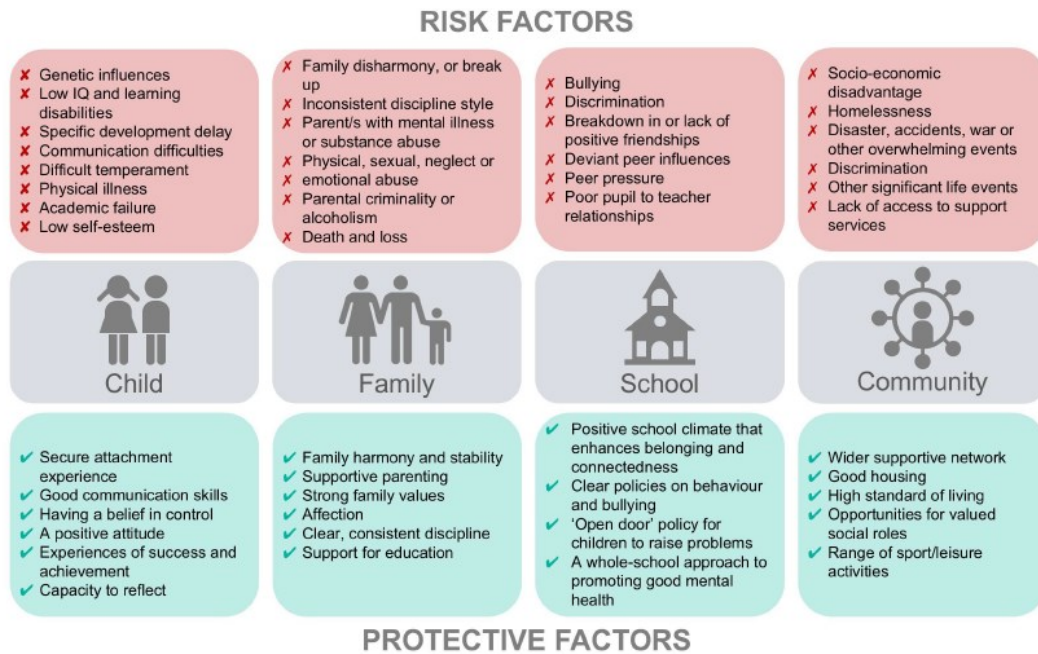 RISK FACTORS
✘ Genetic influences
✘ Low IQ and learning
disabilities
✘ Specific development delay
✘ Communication difficulties
✘ Difficult temperament
✘ Physical illness
✘ Academic failure
✘ Low self-esteem
✗ Family disharmony, or break
up
✗ Inconsistent discipline style
✗ Parent/s with mental illness
or substance abuse
✗ Physical, sexual, neglect or
✗ emotional abuse
✗ Parental criminality or
alcoholism
✗ Death and loss
✗ Bullying
✗ Discrimination
✗ Breakdown in or lack of
positive friendships
✗ Deviant peer influences
✗ Peer pressure
✗ Poor pupil to teacher
relationships
✗ Socio-economic
disadvantage
✗ Homelessness
✗ Disaster, accidents, war or
other overwhelming events
✗ Discrimination
✗ Other significant life events
✗ Lack of access to support
services
Child
Family
School
Community
✔ Secure attachment
experience
✔ Good communication skills
✔ Having a belief in control
✔ A positive attitude
✔ Experiences of success and
achievement
✔ Capacity to reflect
✔ Family harmony and stability
✔ Supportive parenting
✔ Strong family values
✔ Affection
✔ Clear, consistent discipline
✔ Support for education
✔ Positive school climate that
enhances belonging and
connectedness
✔ Clear policies on behaviour
and bullying
✔ ‘Open door’ policy for
children to raise problems
✔ A whole-school approach to
promoting good mental
health
✔ Wider supportive network
✔ Good housing
✔ High standard of living
✔ Opportunities for valued
social roles
✔ Range of sport/leisure
activities
PROTECTIVE FACTORS